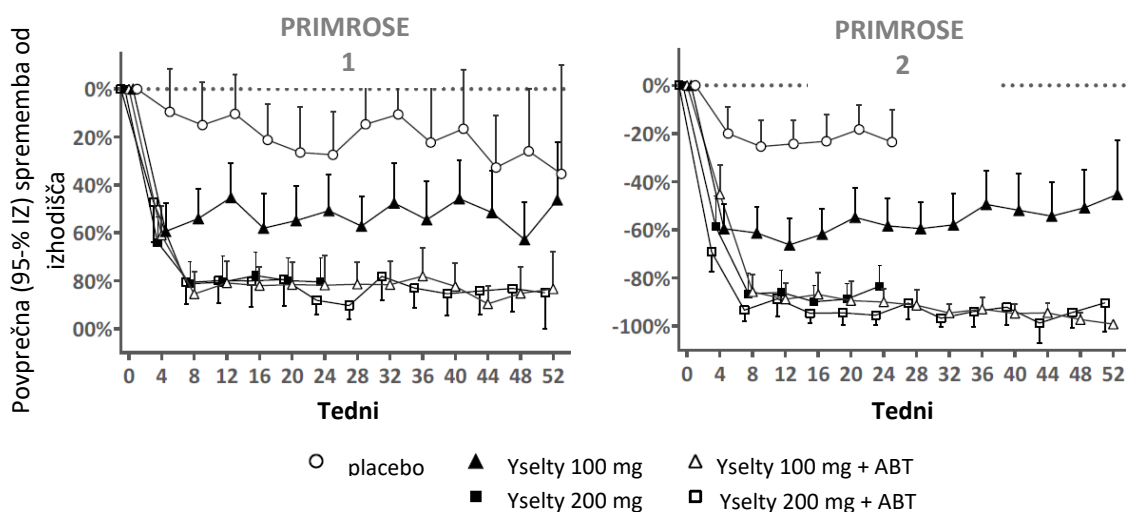 Povprečna (95-% IZ) sprememba od
izhodišča
PRIMROSE
1
0%
20%
40%
60%
80%
00%
0 4 8 12 16 20 24 28 32 36 40 44 48 52
Tedni
PRIMROSE
2
0%
-20%
-40%
-60%
-80%
-100%
0 4 8 12 16 20 24 28 32 36 40 44 48 52
Tedni
placebo Yselty 100 mg Yselty 100 mg + ABT
Yselty 200 mg Yselty 200 mg + ABT